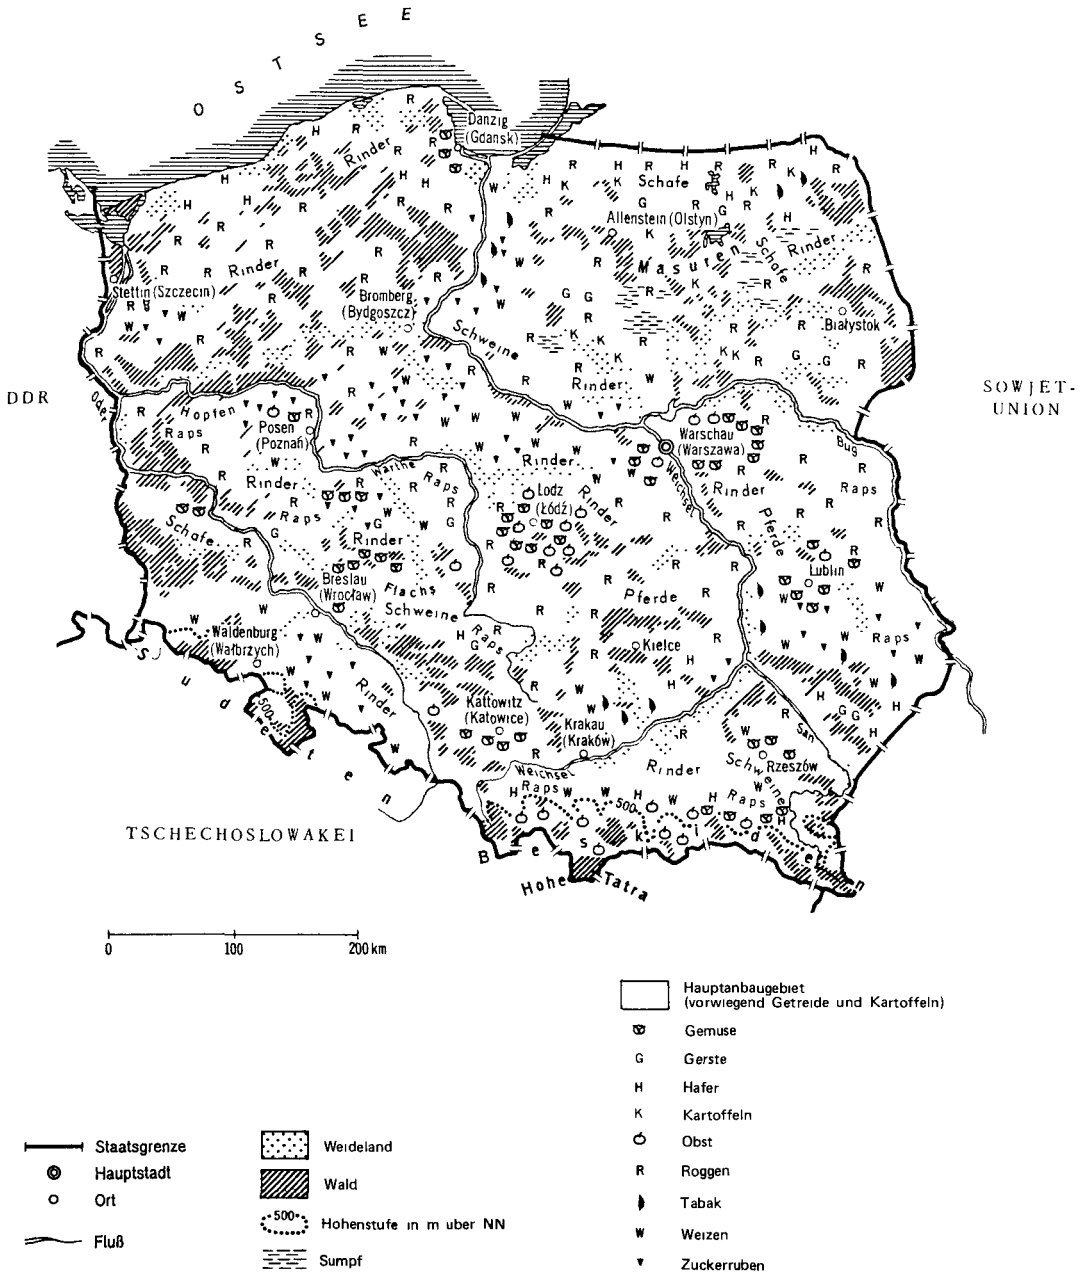 OSTSEE
Danzig
(Gdansk)
Rinder
Schafe
Allenstein (Olstyn)
Masuren
Schafe
Rinder
Rinder
Stettin (Szczecin)
Bromberg
(Bydgoszcz)
Białystok
Schweine
Rinder
DDR
SOWJET-
UNION
Oder
Hopfen
Raps
Posen
(Poznań)
Warschau
(Warszawa)
Bug
Warthe
Rinder
Raps
Rinder
Weichsel
Rinder
Raps
Lodz
(Łódź)
Rinder
Raps
Rinder
Pferde
Schafe
Breslau
(Wrocław)
Flachs
Schweine
Pferde
Lublin
Waldenburg
(Wałbrzych)
Raps
Kielce
Raps
Sudeten
500
Rinder
Kattowitz
(Katowice)
Krakau
(Kraków)
San
Rzeszów
Schweine
Weichsel
Rinder
Raps
500
Raps
TSCHECHOSLOWAKEI
Beskiden
Hohe Tatra
0 100 200 km
Hauptanbaugebiet
(vorwiegend Getreide und Kartoffeln)
Gemuse
G Gerste
H Hafer
K Kartoffeln
Obst
R Roggen
Tabak
W Weizen
Zuckerruben
Staatsgrenze
Hauptstadt
Ort
Fluß
Weideland
Wald
500 Hohenstufe in m uber NN
Sumpf